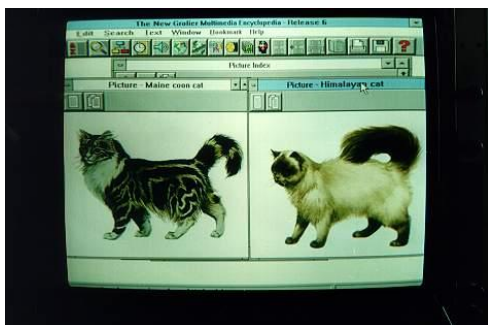 The New Grolier Multimedia Encyclopedia - Release 6
Edit Search Text Window Bookmark Help
Picture Index
Picture - Maine coon cat
Picture - Himalayan cat